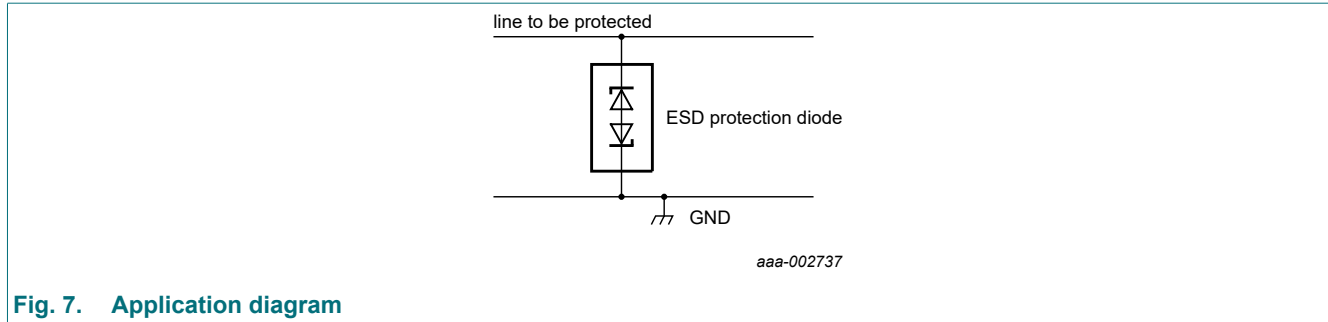 line to be protected
ESD protection diode
GND
aaa-002737
Fig. 7. Application diagram